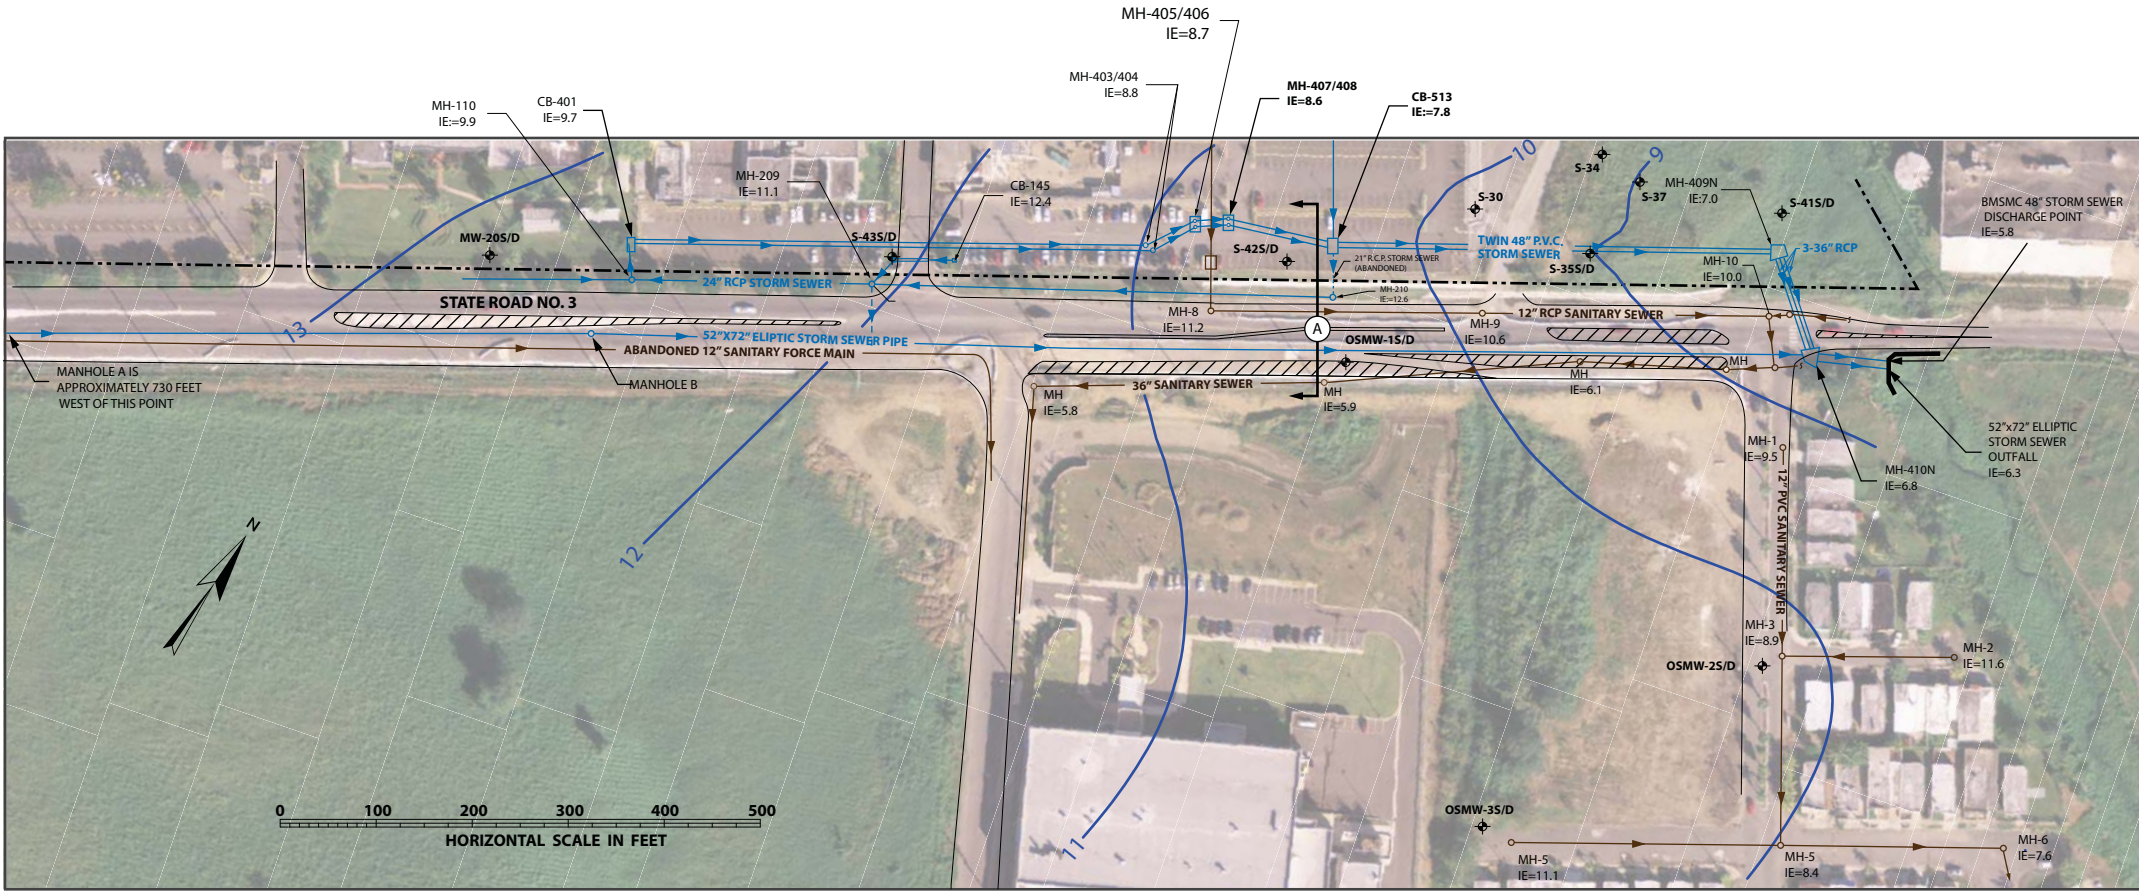 MH-405/406
IE=8.7
MH-403/404
IE=8.8
MH-407/408
IE=8.6
CB-513
IE:=7.8
MH-110
IE:=9.9
CB-401
IE=9.7
MH-209
IE=11.1
CB-145
IE=12.4
10
9
S-34
S-37
S-30
MH-409N
IE:7.0
S-41S/D
BMSMC 48" STORM SEWER
DISCHARGE POINT
IE=5.8
MW-20S/D
S-43S/D
S-42S/D
TWIN 48" P.V.C.
STORM SEWER
S-35S/D
3-36" RCP
MH-10
IE=10.0
21" R.C.P. STORM SEWER
(ABANDONED)
24" RCP STORM SEWER
MH-210
IE:=12.6
STATE ROAD NO. 3
MH-8
IE=11.2
12" RCP SANITARY SEWER
MH-9
IE=10.6
13
A
52"X72" ELIPTIC STORM SEWER PIPE
ABANDONED 12" SANITARY FORCE MAIN
OSMW-1S/D
MANHOLE A IS
APPROXIMATELY 730 FEET
WEST OF THIS POINT
MANHOLE B
36" SANITARY SEWER
MH
IE=5.8
MH
IE=5.9
MH
IE=6.1
MH
52"x72" ELLIPTIC
STORM SEWER
OUTFALL
IE=6.3
MH-1
IE=9.5
MH-410N
IE=6.8
12" PVC SANITARY SEWER
N
12
MH-3
IE=8.9
MH-2
IE=11.6
OSMW-2S/D
0 100 200 300 400 500
HORIZONTAL SCALE IN FEET
11
OSMW-3S/D
MH-5
IE=11.1
MH-5
IE=8.4
MH-6
IE=7.6